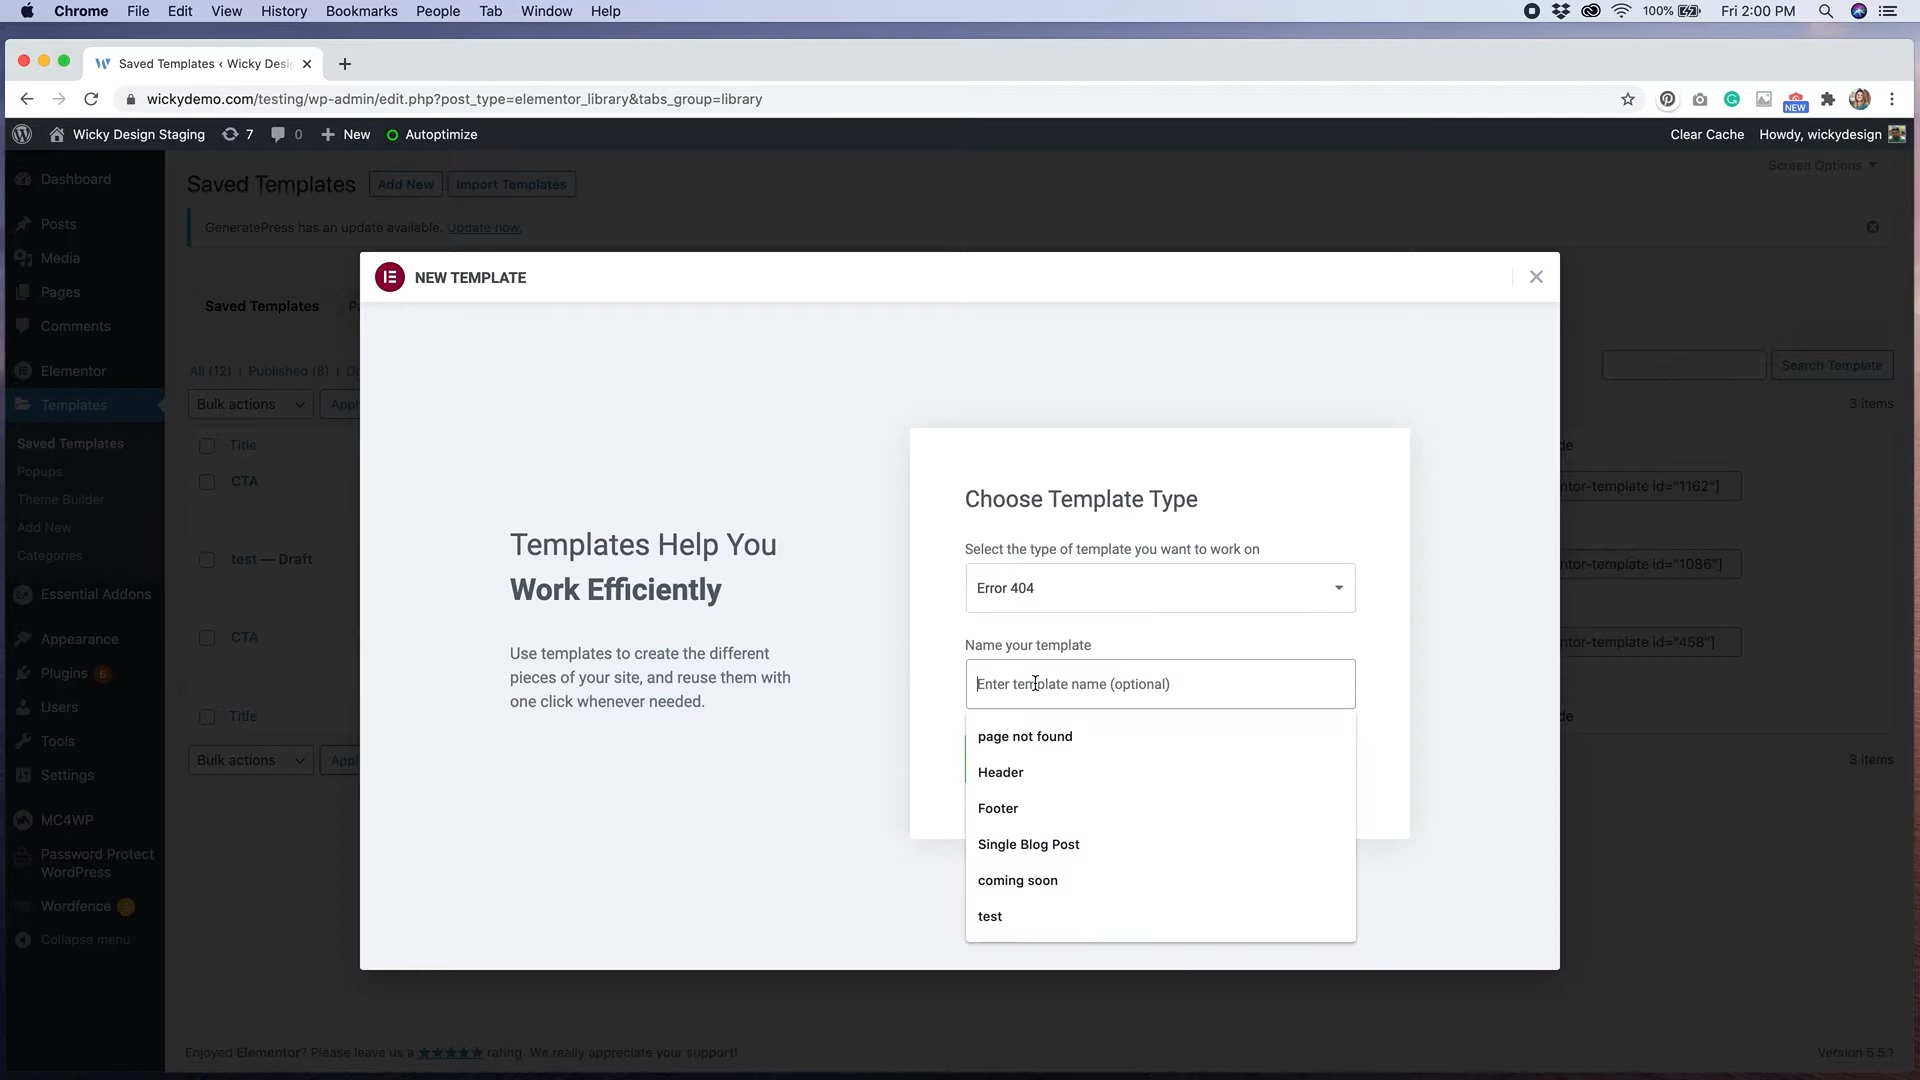 Chrome File Edit View History Bookmarks People Tab Window Help 100% Fri 2:00 PM
Saved Templates ‹ Wicky Desi
wickydemo.com/testing/wp-admin/edit.php?post_type=elementor_library&tabs_group=library
NEW
Wicky Design Staging 7 0 New Autoptimize Clear Cache Howdy, wickydesign
Screen Options
Dashboard
Posts
Media
Pages
Comments
Elementor
Templates
Saved Templates
Popups
Theme Builder
Add New
Categories
Essential Addons
Appearance
Plugins 6
Users
Tools
Settings
MC4WP
Password Protect
WordPress
Wordfence 2
Collapse menu
Saved Templates Add New Import Templates
GeneratePress has an update available. Update now.
Saved Templates
All (12) | Published (8) |
Search Template
Bulk actions
3 items
Title
CTA
ntor-template id="1162"]
test — Draft
ntor-template id="1086"]
CTA
ntor-template id="458"]
Title
Bulk actions
3 items
NEW TEMPLATE
Templates Help You
Work Efficiently
Use templates to create the different
pieces of your site, and reuse them with
one click whenever needed.
Choose Template Type
Select the type of template you want to work on
Error 404
Name your template
Enter template name (optional)
page not found
Header
Footer
Single Blog Post
coming soon
test
Enjoyed Elementor? Please leave us a ★★★★★ rating. We really appreciate your support!
Version 5.5.1